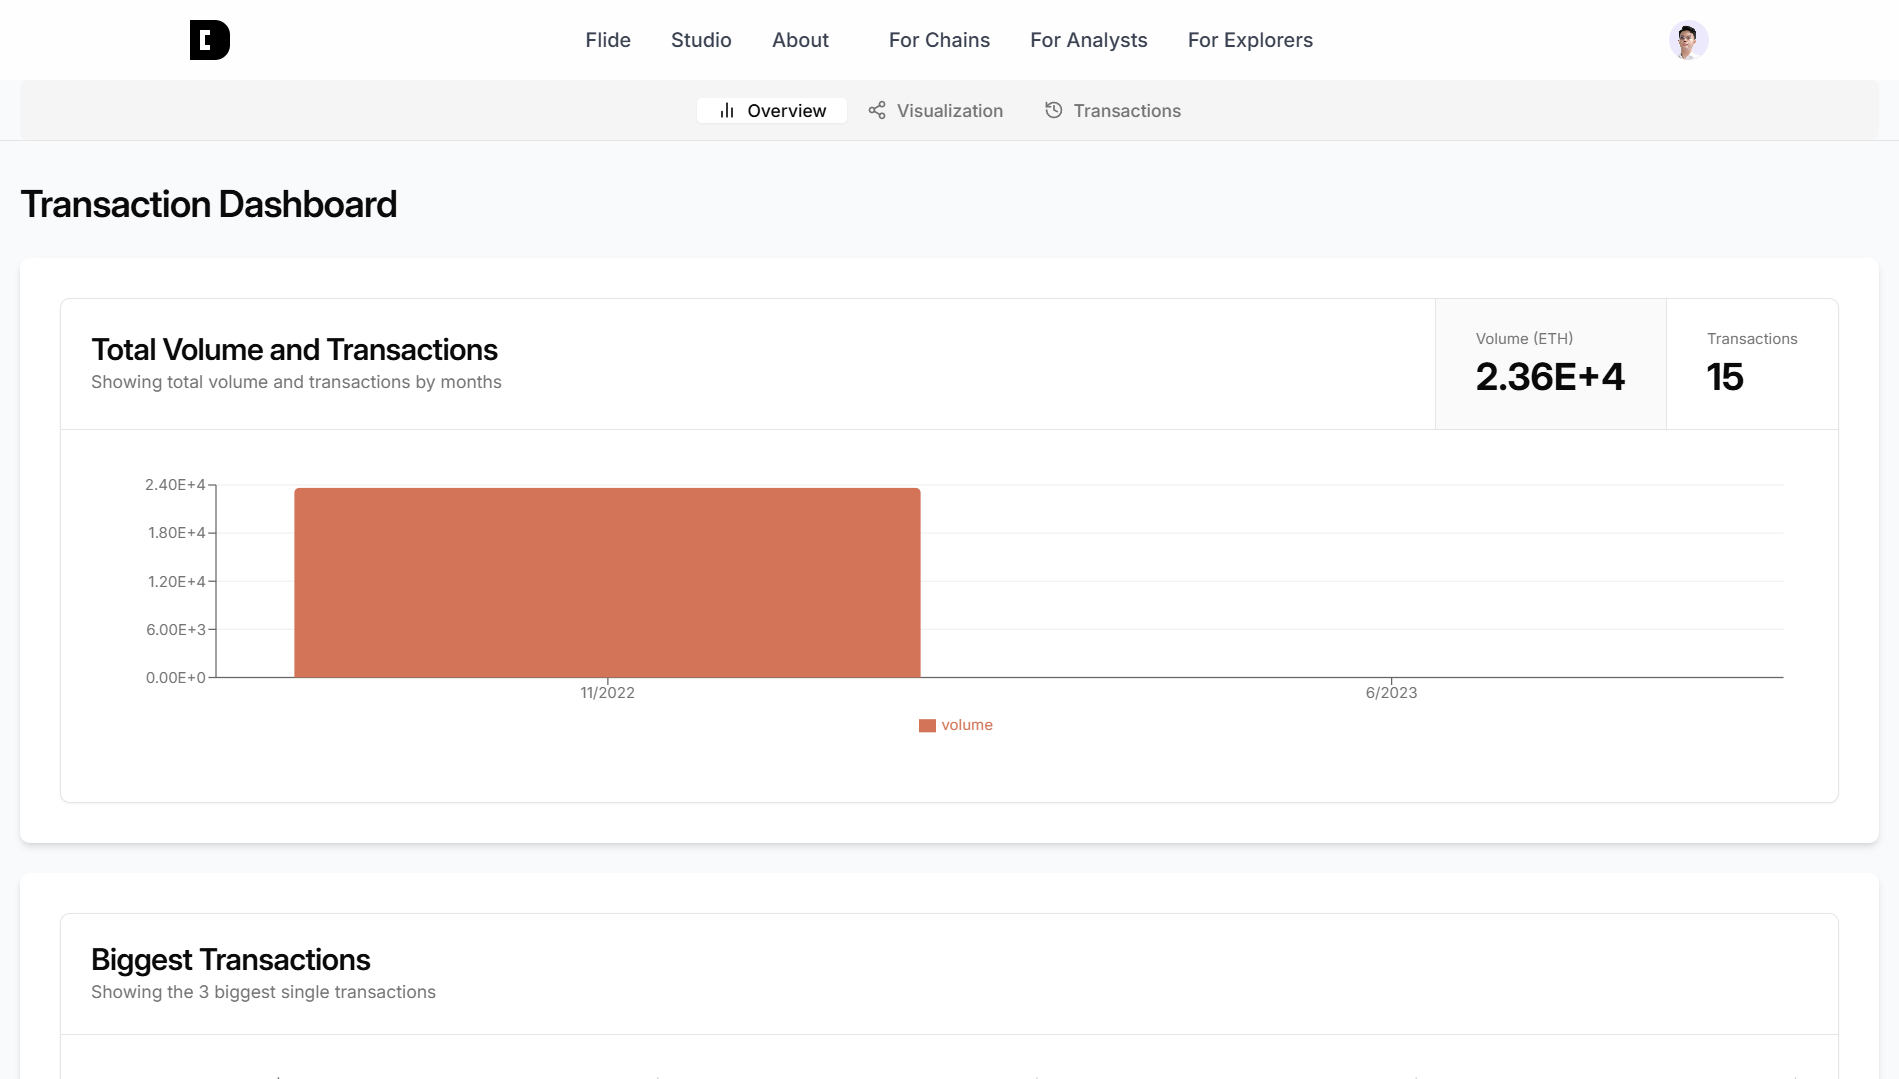 Flide Studio About For Chains For Analysts For Explorers
Overview Visualization Transactions
Transaction Dashboard
Total Volume and Transactions
Showing total volume and transactions by months
Volume (ETH)
2.36E+4
Transactions
15
2.40E+4
1.80E+4
1.20E+4
6.00E+3
0.00E+0
11/2022 6/2023
volume
Biggest Transactions
Showing the 3 biggest single transactions